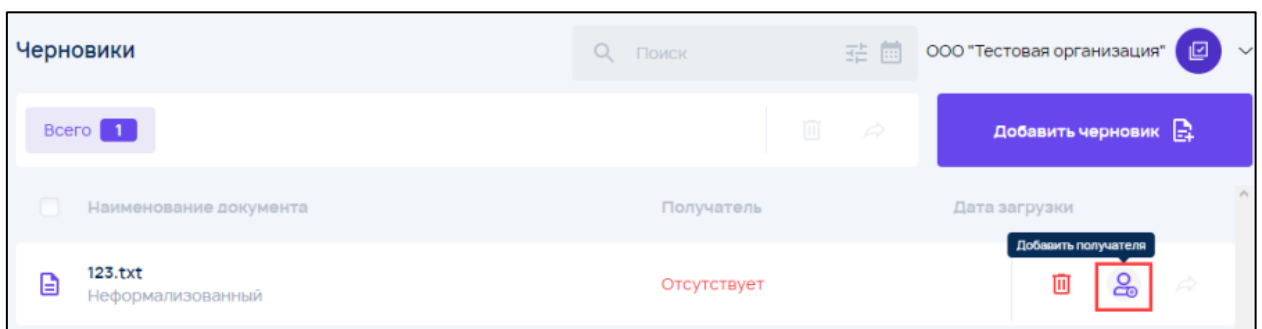 Черновики
Поиск
ООО "Тестовая организация"
Всего 1
Добавить черновик
Наименование документа
Получатель
Дата загрузки
Добавить получателя
123.txt
Неформализованный
Отсутствует